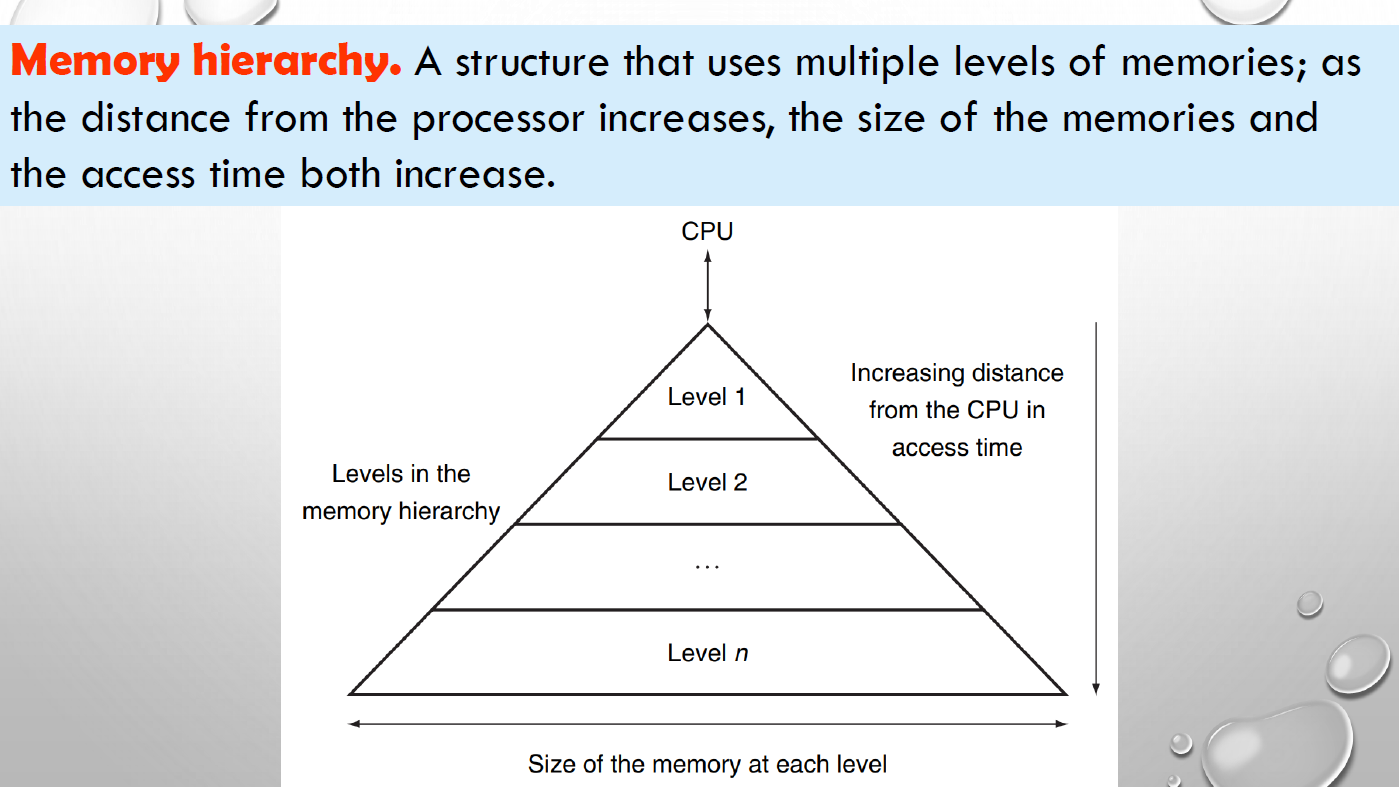 Memory hierarchy. A structure that uses multiple levels of memories; as
the distance from the processor increases, the size of the memories and
the access time both increase.
CPU
Level 1
Increasing distance
from the CPU in
access time
Levels in the
memory hierarchy
Level 2
...
Level n
Size of the memory at each level